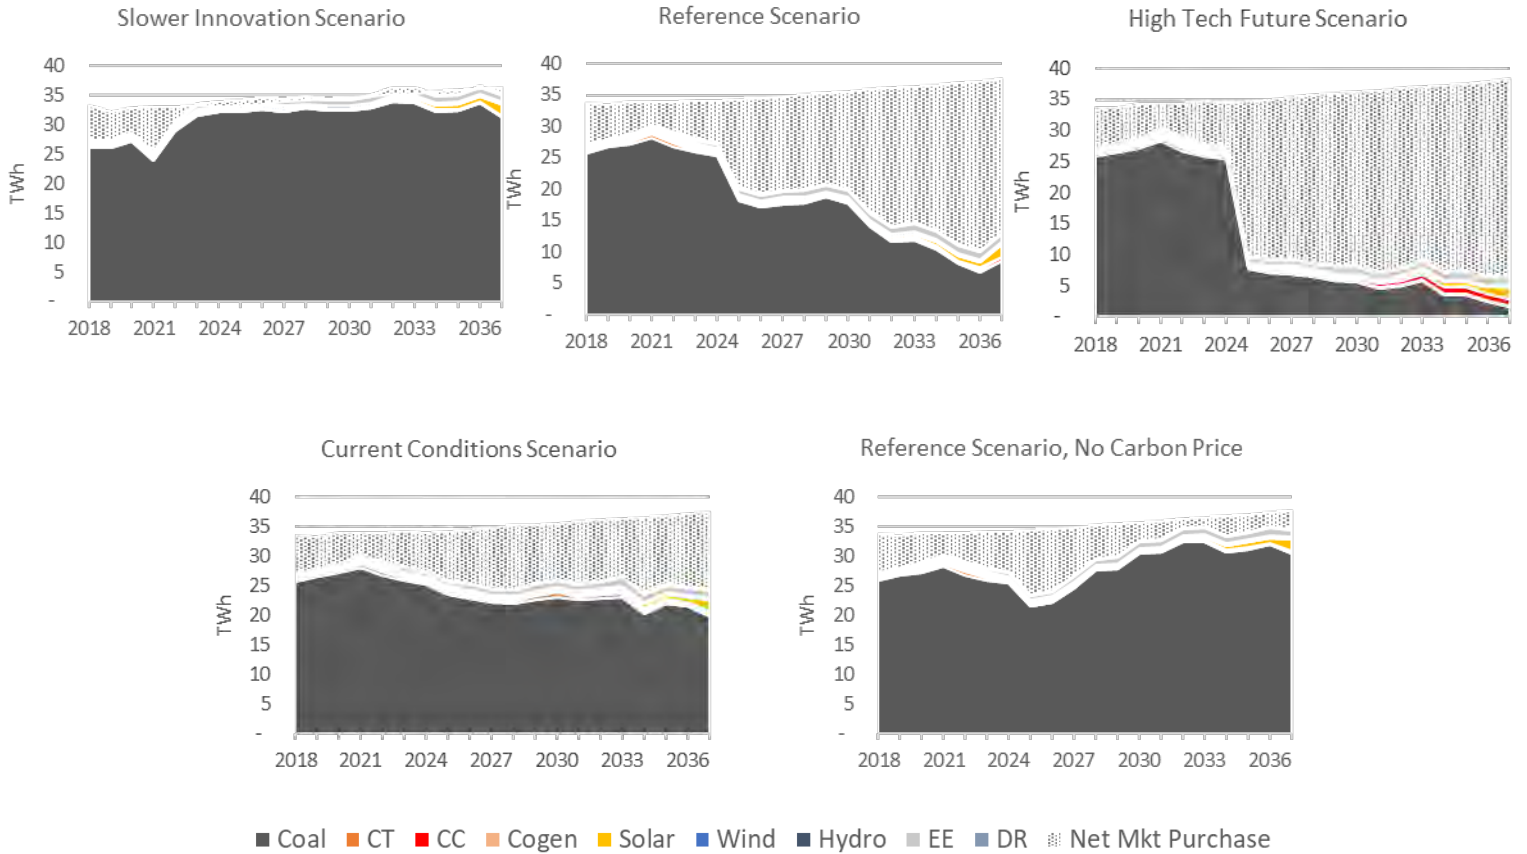 Slower Innovation Scenario
Reference Scenario
High Tech Future Scenario
40
35
30
25
20
15
10
5
-
TWh
2018 2021 2024 2027 2030 2033 2036
40
35
30
25
20
15
10
5
-
TWh
2018 2021 2024 2027 2030 2033 2036
40
35
30
25
20
15
10
5
-
TWh
2018 2021 2024 2027 2030 2033 2036
Current Conditions Scenario
Reference Scenario, No Carbon Price
40
35
30
25
20
15
10
5
-
TWh
2018 2021 2024 2027 2030 2033 2036
40
35
30
25
20
15
10
5
-
TWh
2018 2021 2024 2027 2030 2033 2036
Coal CT CC Cogen Solar Wind Hydro EE DR Net Mkt Purchase